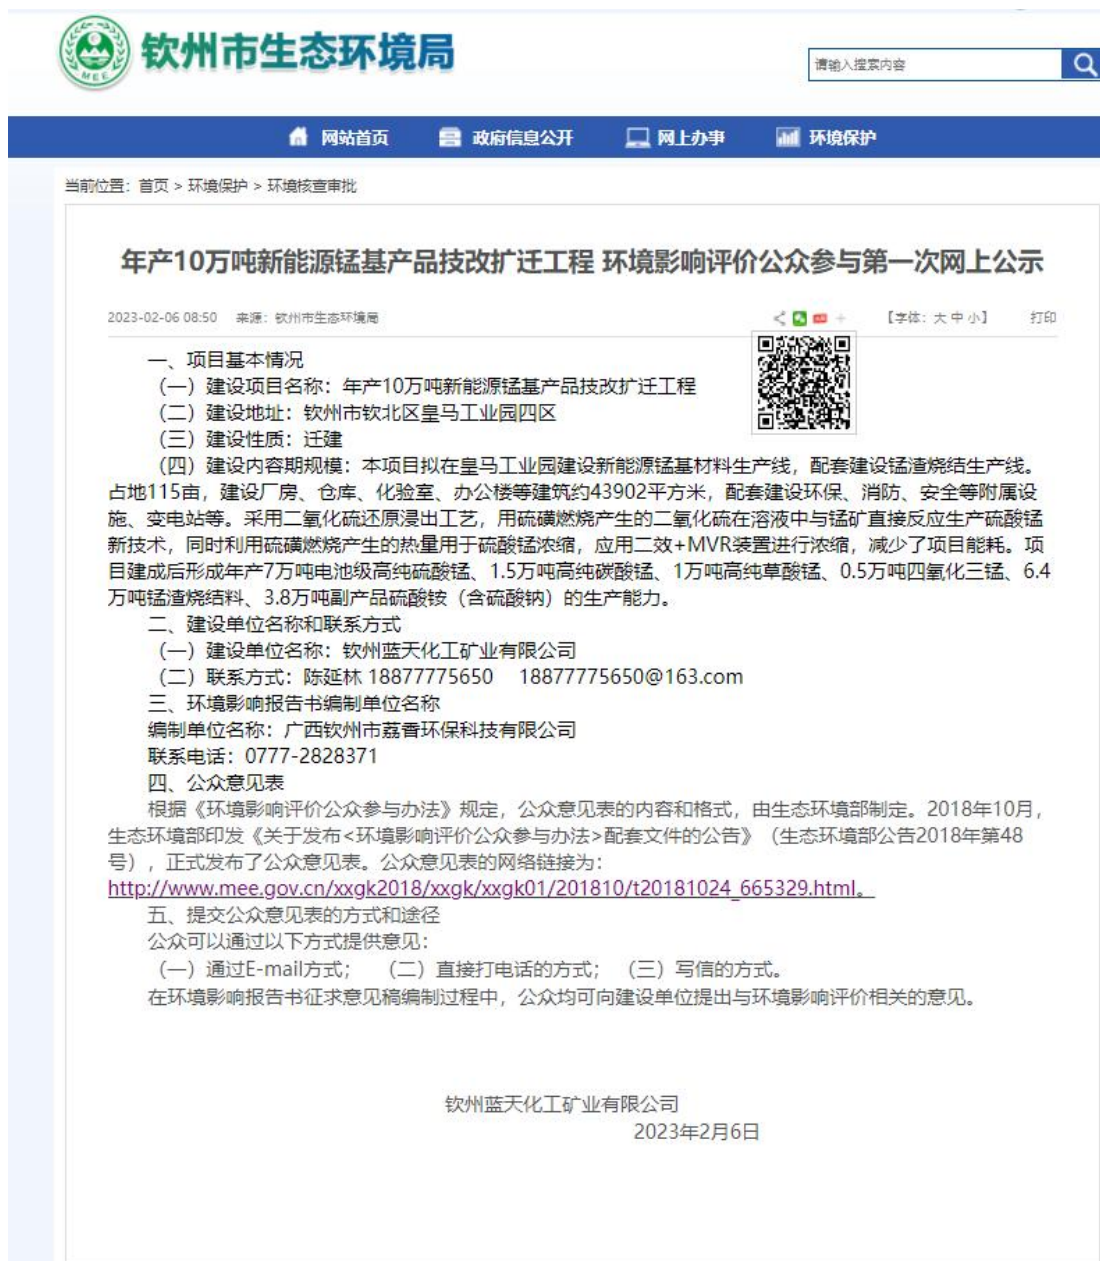 MEE
钦州市生态环境局
请输入搜索内容
网站首页 政府信息公开 网上办事 环境保护
当前位置：首页 > 环境保护 > 环境核查审批
年产10万吨新能源锰基产品技改扩迁工程 环境影响评价公众参与第一次网上公示
2023-02-06 08:50 来源：钦州市生态环境局 【字体：大 中 小】 打印
一、项目基本情况
（一）建设项目名称：年产10万吨新能源锰基产品技改扩迁工程
（二）建设地址：钦州市钦北区皇马工业园四区
（三）建设性质：迁建
（四）建设内容期规模：本项目拟在皇马工业园建设新能源锰基材料生产线，配套建设锰渣烧结生产线。
占地115亩，建设厂房、仓库、化验室、办公楼等建筑约43902平方米，配套建设环保、消防、安全等附属设
施、变电站等。采用二氧化硫还原浸出工艺，用硫磺燃烧产生的二氧化硫在溶液中与锰矿直接反应生产硫酸锰
新技术，同时利用硫磺燃烧产生的热量用于硫酸锰浓缩，应用二效+MVR装置进行浓缩，减少了项目能耗。项
目建成后形成年产7万吨电池级高纯硫酸锰、1.5万吨高纯碳酸锰、1万吨高纯草酸锰、0.5万吨四氧化三锰、6.4
万吨锰渣烧结料、3.8万吨副产品硫酸铵（含硫酸钠）的生产能力。
二、建设单位名称和联系方式
（一）建设单位名称：钦州蓝天化工矿业有限公司
（二）联系方式：陈延林 18877775650 18877775650@163.com
三、环境影响报告书编制单位名称
编制单位名称：广西钦州市荔香环保科技有限公司
联系电话：0777-2828371
四、公众意见表
根据《环境影响评价公众参与办法》规定，公众意见表的内容和格式，由生态环境部制定。2018年10月，
生态环境部印发《关于发布<环境影响评价公众参与办法>配套文件的公告》（生态环境部公告2018年第48
号），正式发布了公众意见表。公众意见表的网络链接为：
http://www.mee.gov.cn/xxgk2018/xxgk/xxgk01/201810/t20181024_665329.html。
五、提交公众意见表的方式和途径
公众可以通过以下方式提供意见：
（一）通过E-mail方式； （二）直接打电话的方式； （三）写信的方式。
在环境影响报告书征求意见稿编制过程中，公众均可向建设单位提出与环境影响评价相关的意见。
钦州蓝天化工矿业有限公司
2023年2月6日